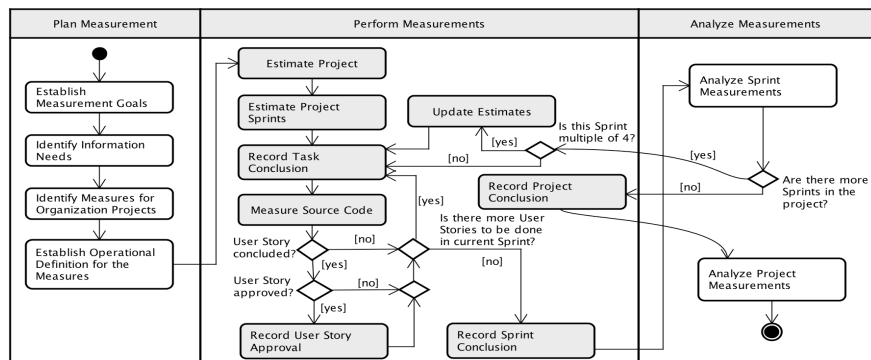 Plan Measurement
Perform Measurements
Analyze Measurements
Establish
Measurement Goals
Identify Information
Needs
Identify Measures for
Organization Projects
Establish Operational
Definition for the
Measures
Estimate Project
Estimate Project
Sprints
Update Estimates
Is this Sprint
multiple of 4?
[yes]
[no]
Record Task
Conclusion
Measure Source Code
[yes]
Is there more User
Stories to be done
in current Sprint?
User Story
concluded?
[no]
[yes]
[no]
User Story
approved?
[no]
[yes]
Record User Story
Approval
Record Project
Conclusion
Record Sprint
Conclusion
Analyze Sprint
Measurements
[yes]
Are there more
Sprints in the
project?
[no]
Analyze Project
Measurements